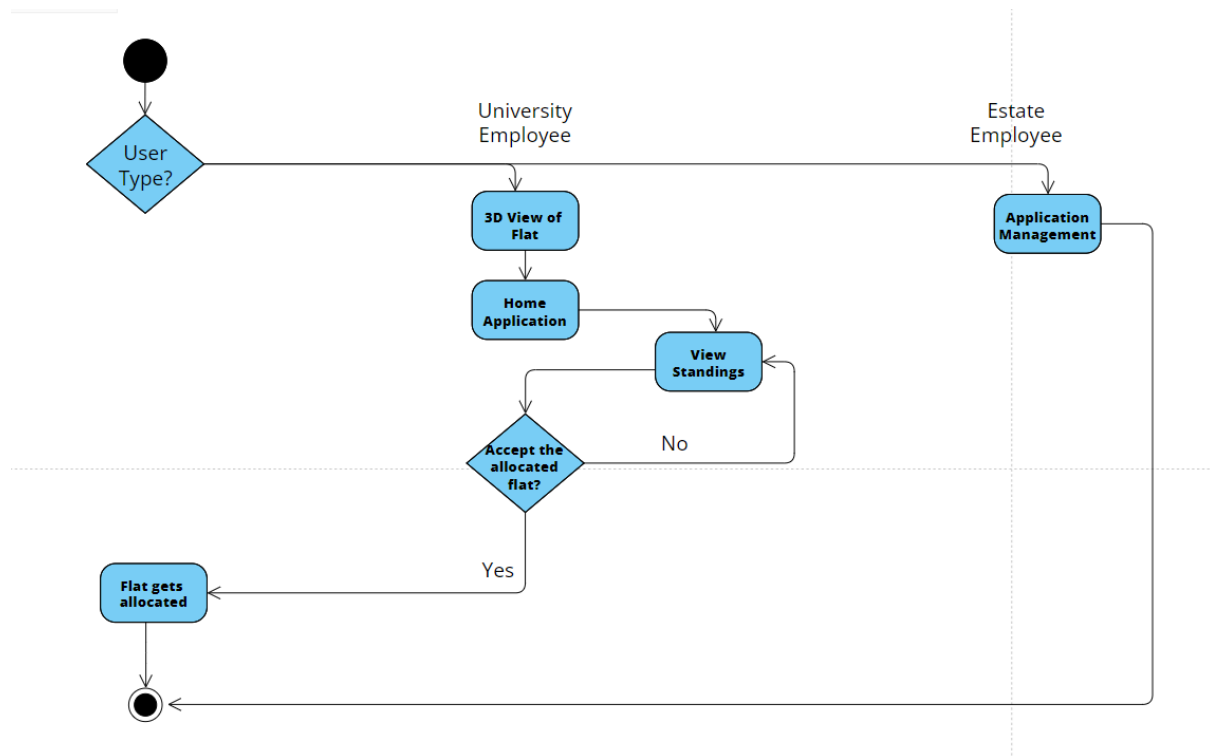 University
Employee
Estate
Employee
User
Type?
3D View of
Flat
Application
Management
Home
Application
View
Standings
No
Accept the
allocated
flat?
Yes
Flat gets
allocated